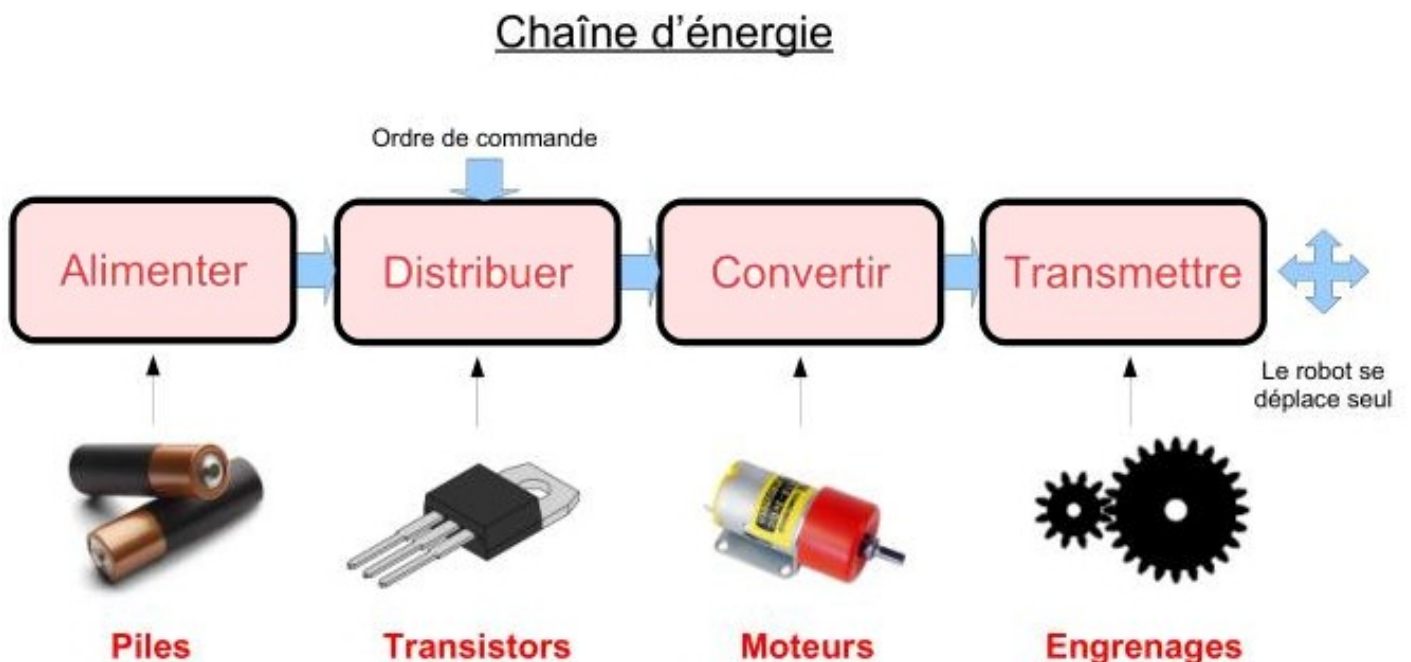 Chaîne d'énergie
Ordre de commande
Alimenter
Distribuer
Convertir
Transmettre
Le robot se
déplace seul
Piles
Transistors
Moteurs
Engrenages